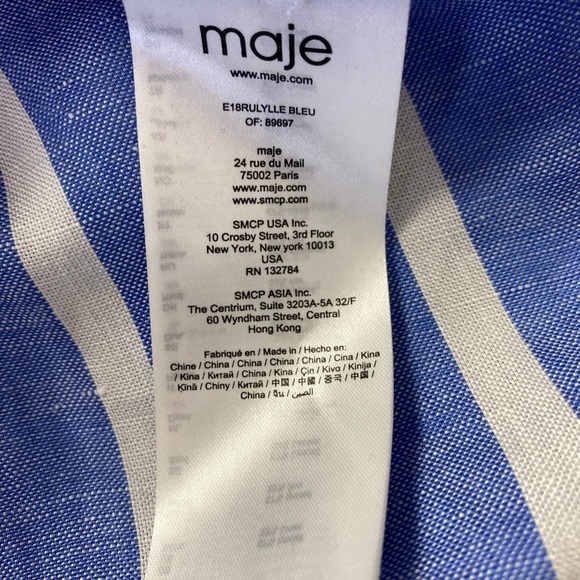 maje
www.maje.com
E18RULYLLE BLEU
OF: 89697
maje
24 rue du Mail
75002 Paris
www.maje.com
www.smcp.com
SMCP USA Inc.
10 Crosby Street, 3rd Floor
New York, New york 10013
USA
RN 132784
SMCP ASIA Inc.
The Centrium, Suite 3203A-5A 32/F
60 Wyndham Street, Central
Hong Kong
Fabriqué en / Made in / Hecho en:
Chine / China / China / China / China / Cina / Kina
/ Kina / Китай / China / Kína / Çin / Kiva / Kinija /
Ķīnā / Chiny / Китай / 中国 / 中國 / 중국 / 中国 /
China / จีน / الصين